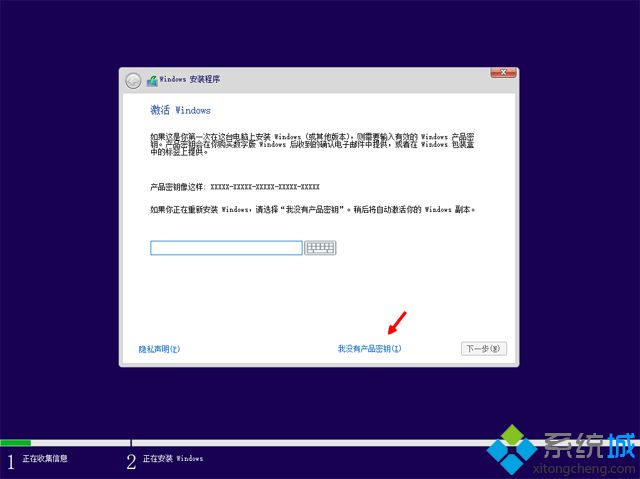 Windows 安装程序
激活 Windows
如果这是你第一次在这台电脑上安装 Windows (或其他版本)，则需要输入有效的 Windows 产品密
钥。产品密钥会在你购买数字版 Windows 后收到的确认电子邮件中提供，或者在 Windows 包装盒
中的标签上提供。
产品密钥像这样: XXXXX-XXXXX-XXXXX-XXXXX-XXXXX
如果你正在重新安装 Windows，请选择“我没有产品密钥”。稍后将自动激活你的 Windows 副本。
隐私声明(P)
我没有产品密钥(I)
下一步(N)
1 正在收集信息
2 正在安装 Windows
系统城
xitongcheng.com